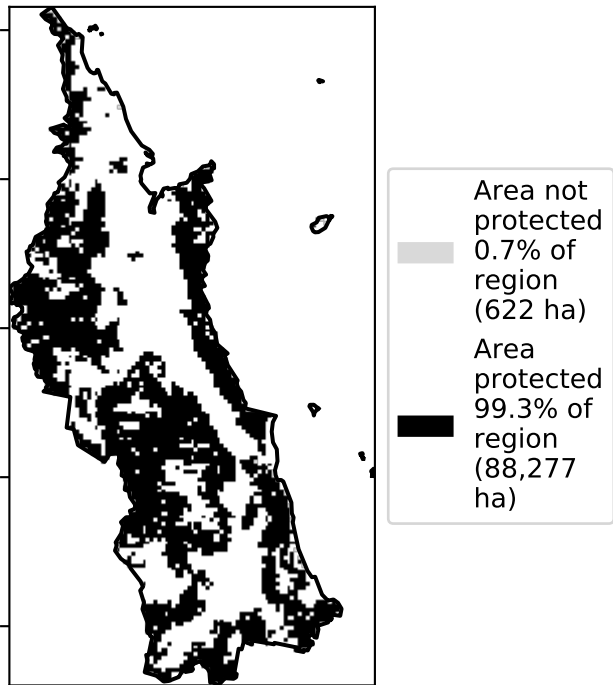 Area not
protected
0.7% of
region
(622 ha)
Area
protected
99.3% of
region
(88,277
ha)